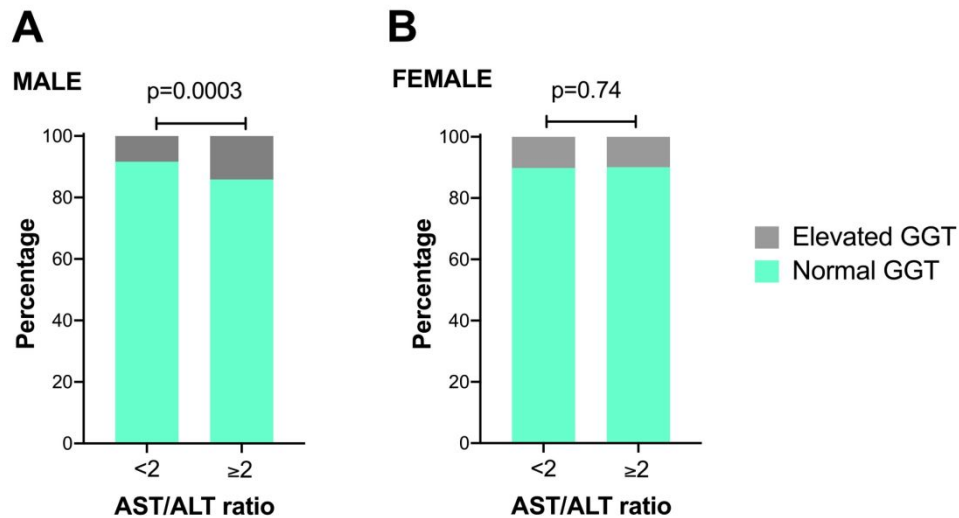 A
MALE
p=0.0003
100
80
60
40
20
0
Percentage
<2
≥2
AST/ALT ratio
B
FEMALE
p=0.74
100
80
60
40
20
0
Percentage
<2
≥2
AST/ALT ratio
Elevated GGT
Normal GGT